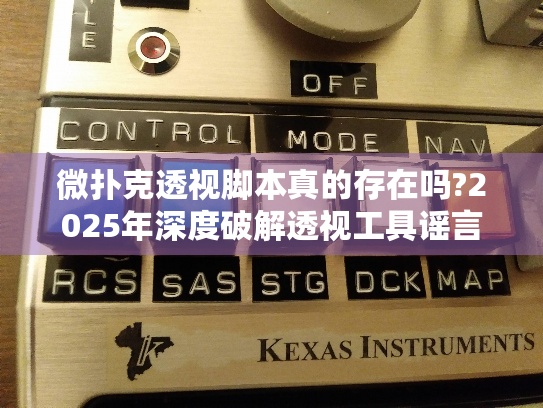 YLE
OFF
CONTROL MODE NAV
微扑克透视脚本真的存在吗?2
025年深度破解透视工具谣言
RCS SAS STG DCK MAP
K KEXAS INSTRUMENTS